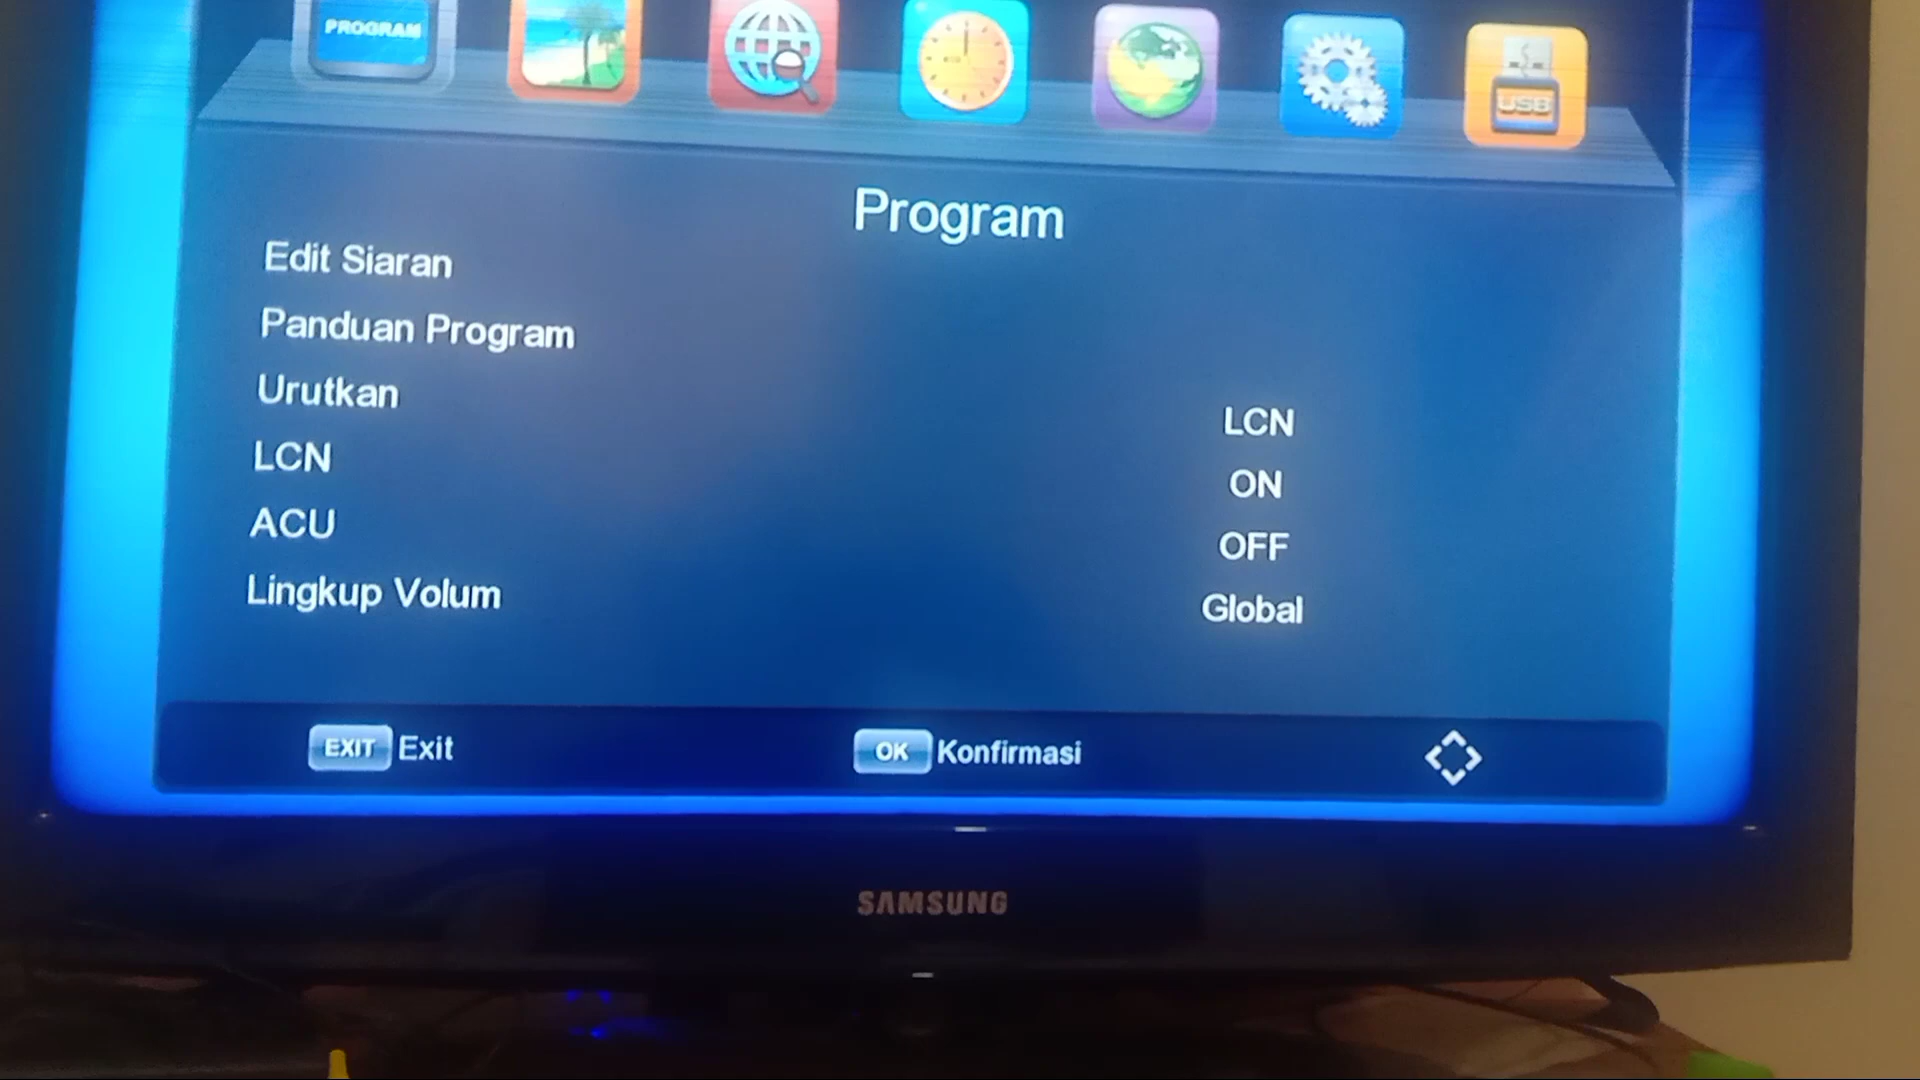 PROGRAM
USB
Program
Edit Siaran
Panduan Program
Urutkan LCN
LCN ON
ACU OFF
Lingkup Volum Global
EXIT Exit OK Konfirmasi
SAMSUNG